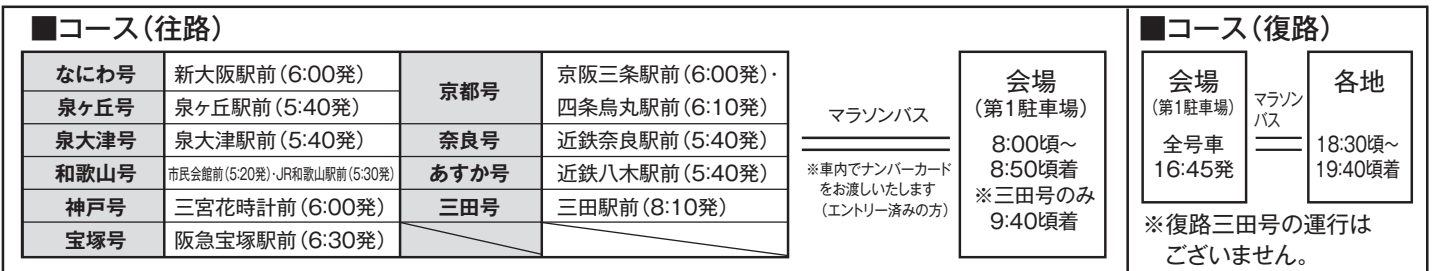 ■コース（往路）
なにわ号 新大阪駅前（6:00発）
泉ヶ丘号 泉ヶ丘駅前（5:40発）
泉大津号 泉大津駅前（5:40発）
和歌山号 市民会館前（5:20発）・JR和歌山駅前（5:30発）
神戸号 三宮花時計前（6:00発）
宝塚号 阪急宝塚駅前（6:30発）
京都号 京阪三条駅前（6:00発）・
四条烏丸駅前（6:10発）
奈良号 近鉄奈良駅前（5:40発）
あすか号 近鉄八木駅前（5:40発）
三田号 三田駅前（8:10発）
マラソンバス
※車内でナンバーカード
をお渡しいたします
（エントリー済みの方）
会場
（第1駐車場）
8:00頃～
8:50頃着
※三田号のみ
9:40頃着
■コース（復路）
会場
（第1駐車場）
全号車
16:45発
マラソン
バス
各地
18:30頃～
19:40頃着
※復路三田号の運行は
ございません。